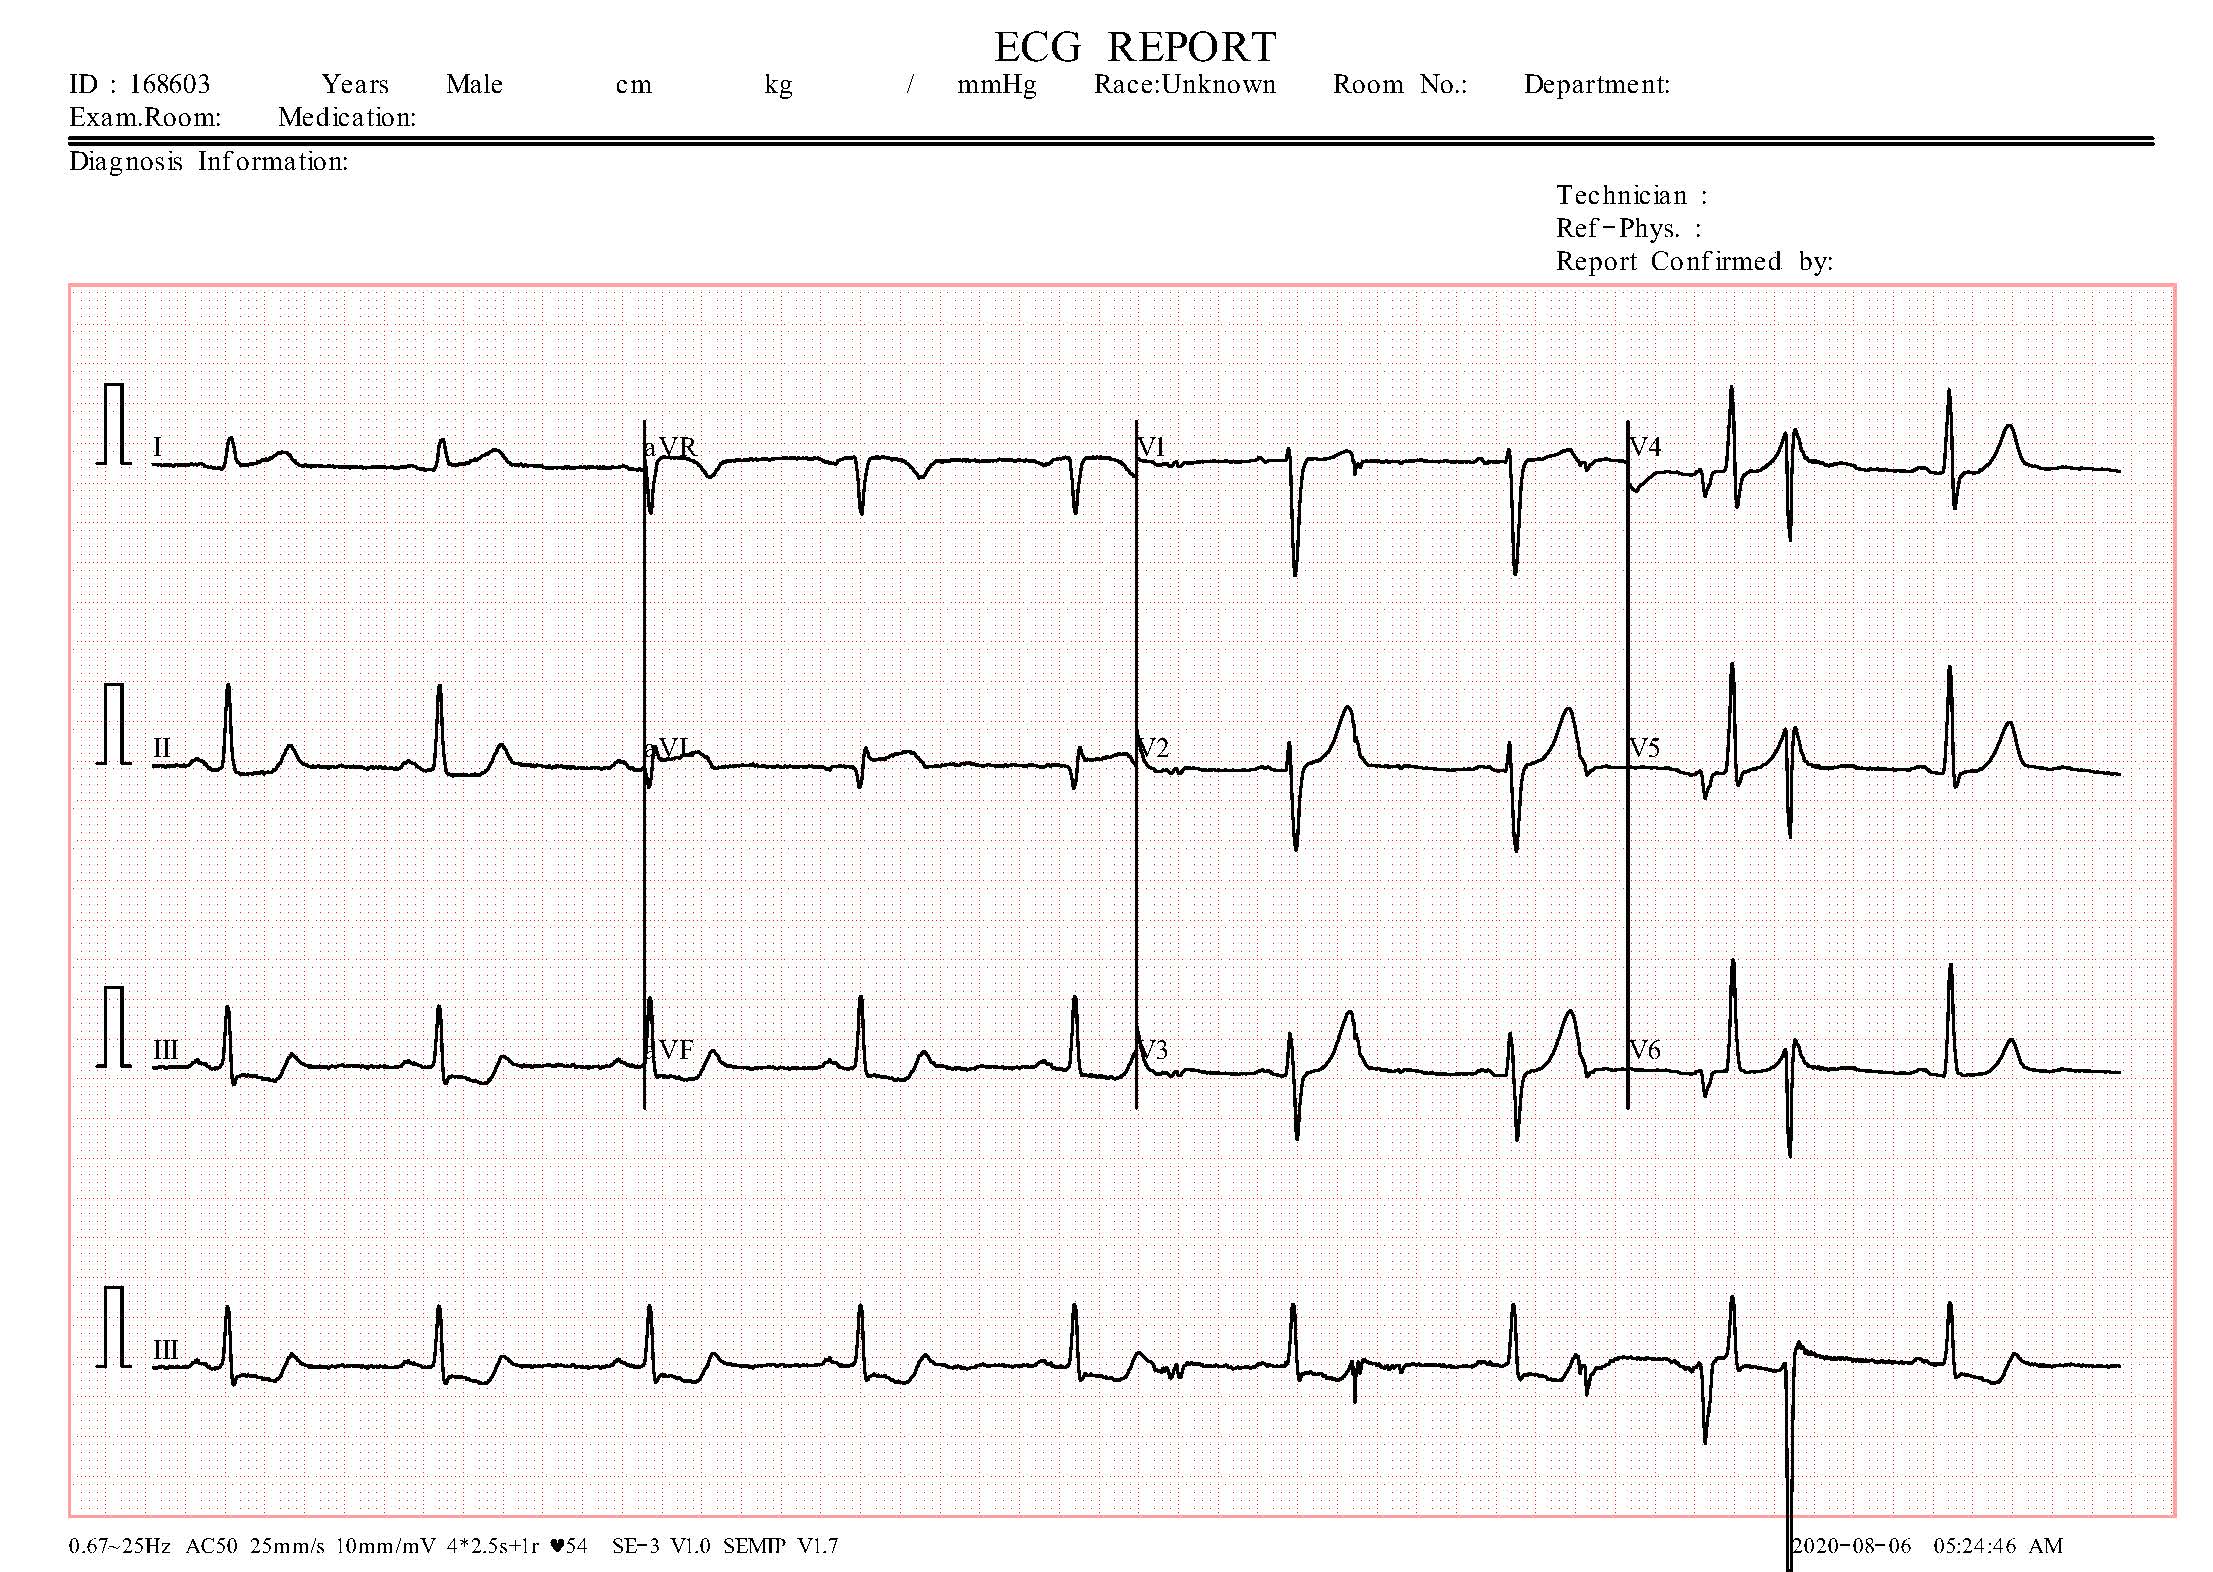 ECG REPORT
ID : 168603 Years Male cm kg / mmHg Race:Unknown Room No.: Department:
Exam.Room: Medication:
Diagnosis Information:
Technician :
Ref-Phys. :
Report Confirmed by:
I aVR V1 V4
II aVL V2 V5
III aVF V3 V6
III
0.67~25Hz AC50 25mm/s 10mm/mV 4*2.5s+1r ♥54 SE-3 V1.0 SEMIP V1.7 2020-08-06 05:24:46 AM